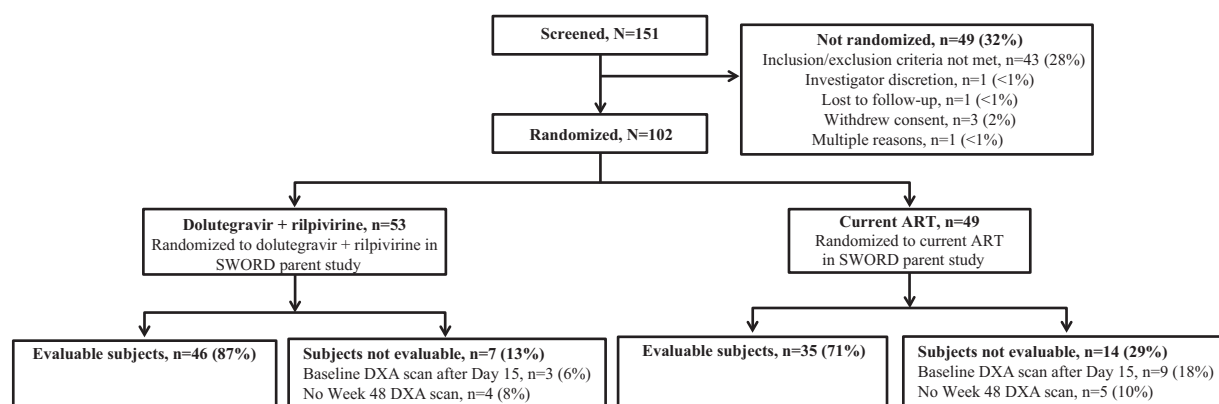 Screened, N=151
Not randomized, n=49 (32%)
Inclusion/exclusion criteria not met, n=43 (28%)
Investigator discretion, n=1 (<1%)
Lost to follow-up, n=1 (<1%)
Withdrew consent, n=3 (2%)
Multiple reasons, n=1 (<1%)
Randomized, N=102
Dolutegravir + rilpivirine, n=53
Randomized to dolutegravir + rilpivirine in
SWORD parent study
Current ART, n=49
Randomized to current ART
in SWORD parent study
Evaluable subjects, n=46 (87%)
Subjects not evaluable, n=7 (13%)
Baseline DXA scan after Day 15, n=3 (6%)
No Week 48 DXA scan, n=4 (8%)
Evaluable subjects, n=35 (71%)
Subjects not evaluable, n=14 (29%)
Baseline DXA scan after Day 15, n=9 (18%)
No Week 48 DXA scan, n=5 (10%)